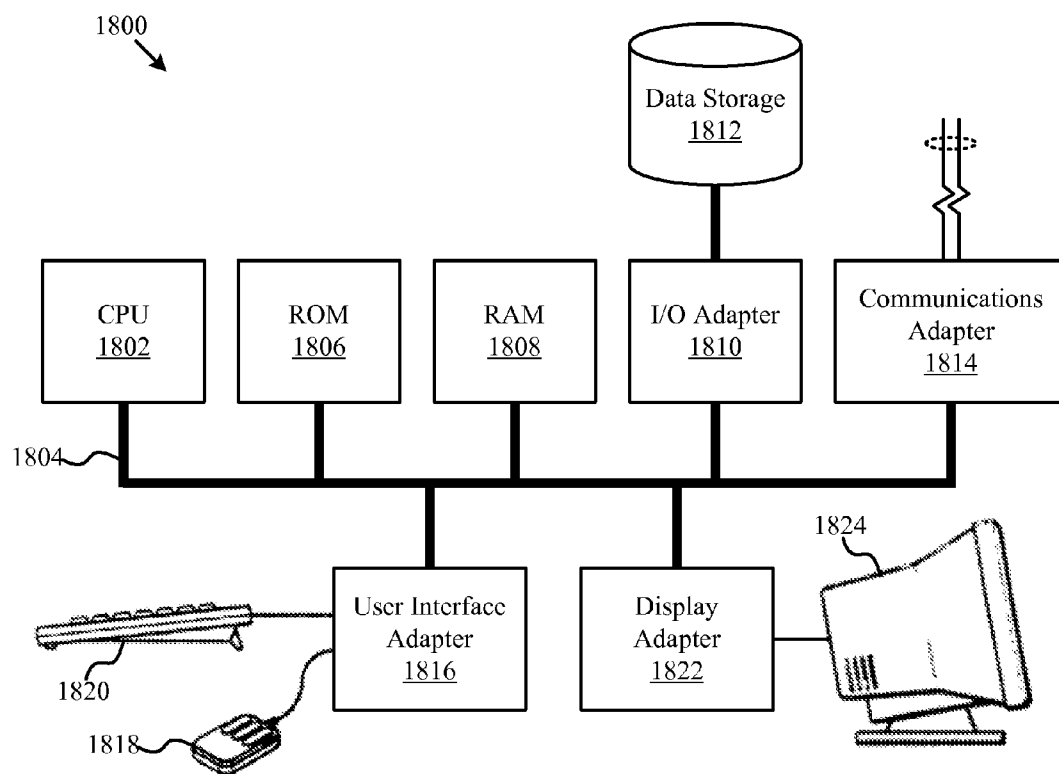 1800
Data Storage
1812
CPU
1802
ROM
1806
RAM
1808
I/O Adapter
1810
Communications
Adapter
1814
1804
1824
User Interface
Adapter
1816
Display
Adapter
1822
1820
1818